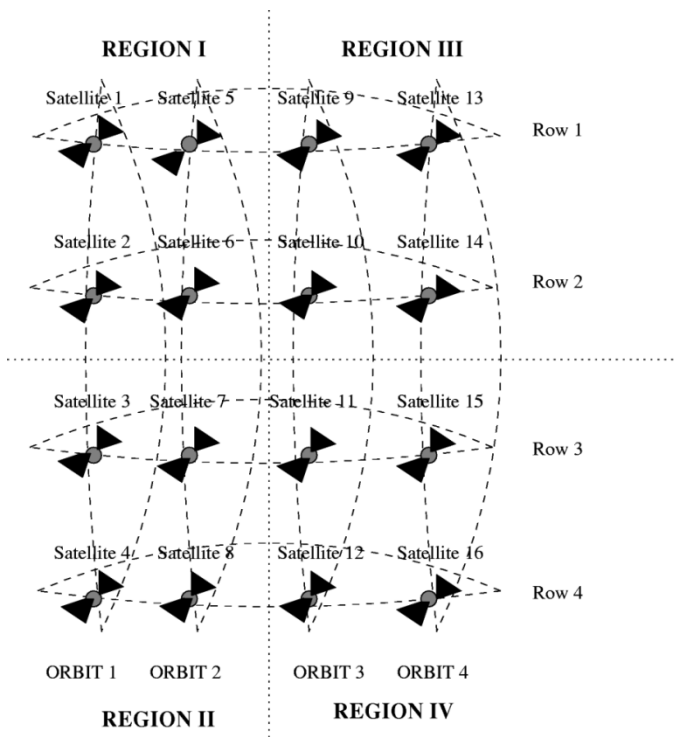 REGION I
REGION III
Satellite 1
Satellite 5
Satellite 9
Satellite 13
Row 1
Satellite 2
Satellite 6
Satellite 10
Satellite 14
Row 2
Satellite 3
Satellite 7
Satellite 11
Satellite 15
Row 3
Satellite 4
Satellite 8
Satellite 12
Satellite 16
Row 4
ORBIT 1
ORBIT 2
ORBIT 3
ORBIT 4
REGION II
REGION IV